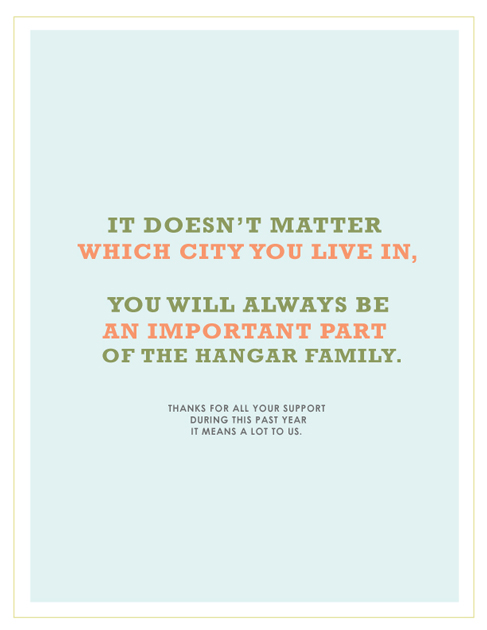 IT DOESN'T MATTER
WHICH CITY YOU LIVE IN,
YOU WILL ALWAYS BE
AN IMPORTANT PART
OF THE HANGAR FAMILY.
THANKS FOR ALL YOUR SUPPORT
DURING THIS PAST YEAR
IT MEANS A LOT TO US.